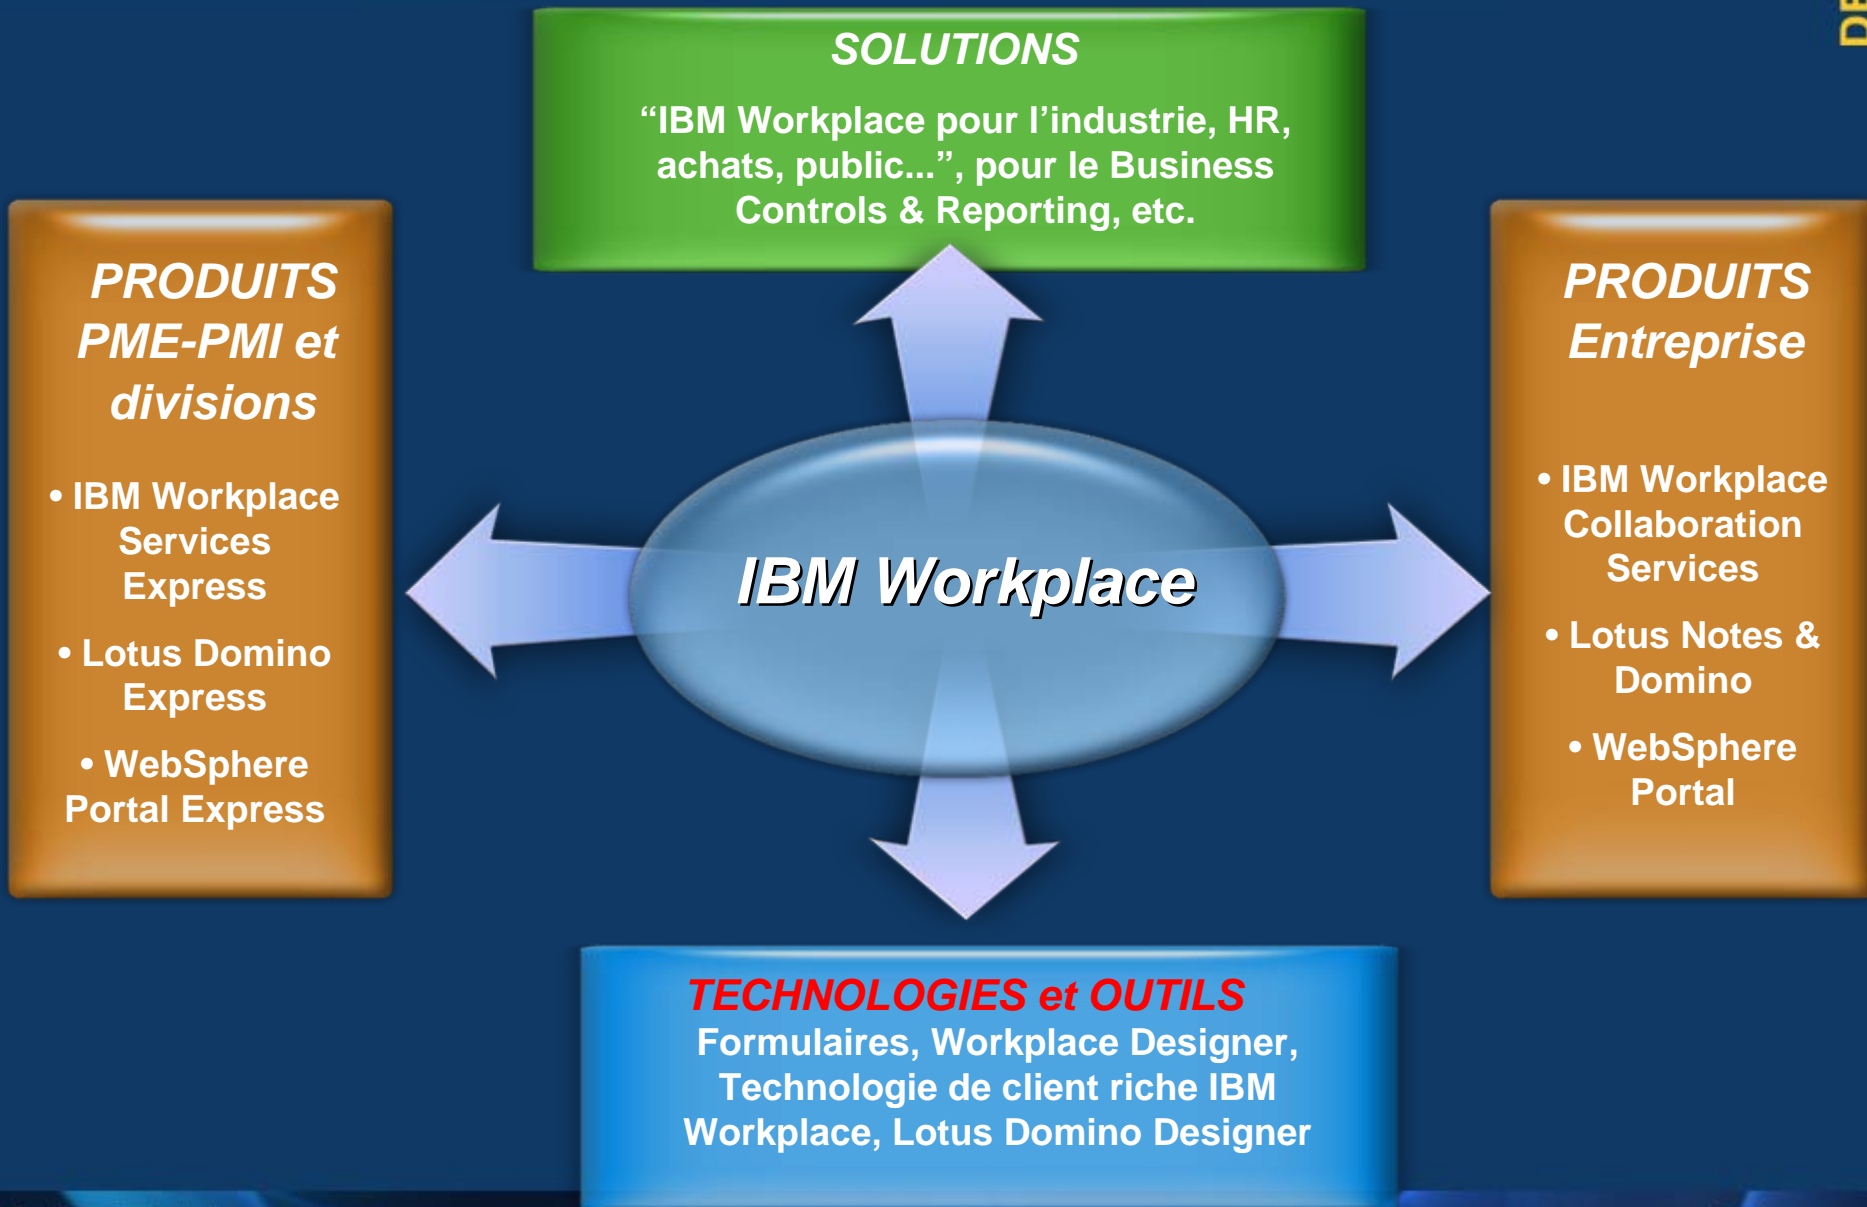 DE
SOLUTIONS
“IBM Workplace pour l’industrie, HR,
achats, public...”, pour le Business
Controls & Reporting, etc.
PRODUITS
PME-PMI et
divisions
• IBM Workplace
Services
Express
• Lotus Domino
Express
• WebSphere
Portal Express
IBM Workplace
PRODUITS
Entreprise
• IBM Workplace
Collaboration
Services
• Lotus Notes &
Domino
• WebSphere
Portal
TECHNOLOGIES et OUTILS
Formulaires, Workplace Designer,
Technologie de client riche IBM
Workplace, Lotus Domino Designer